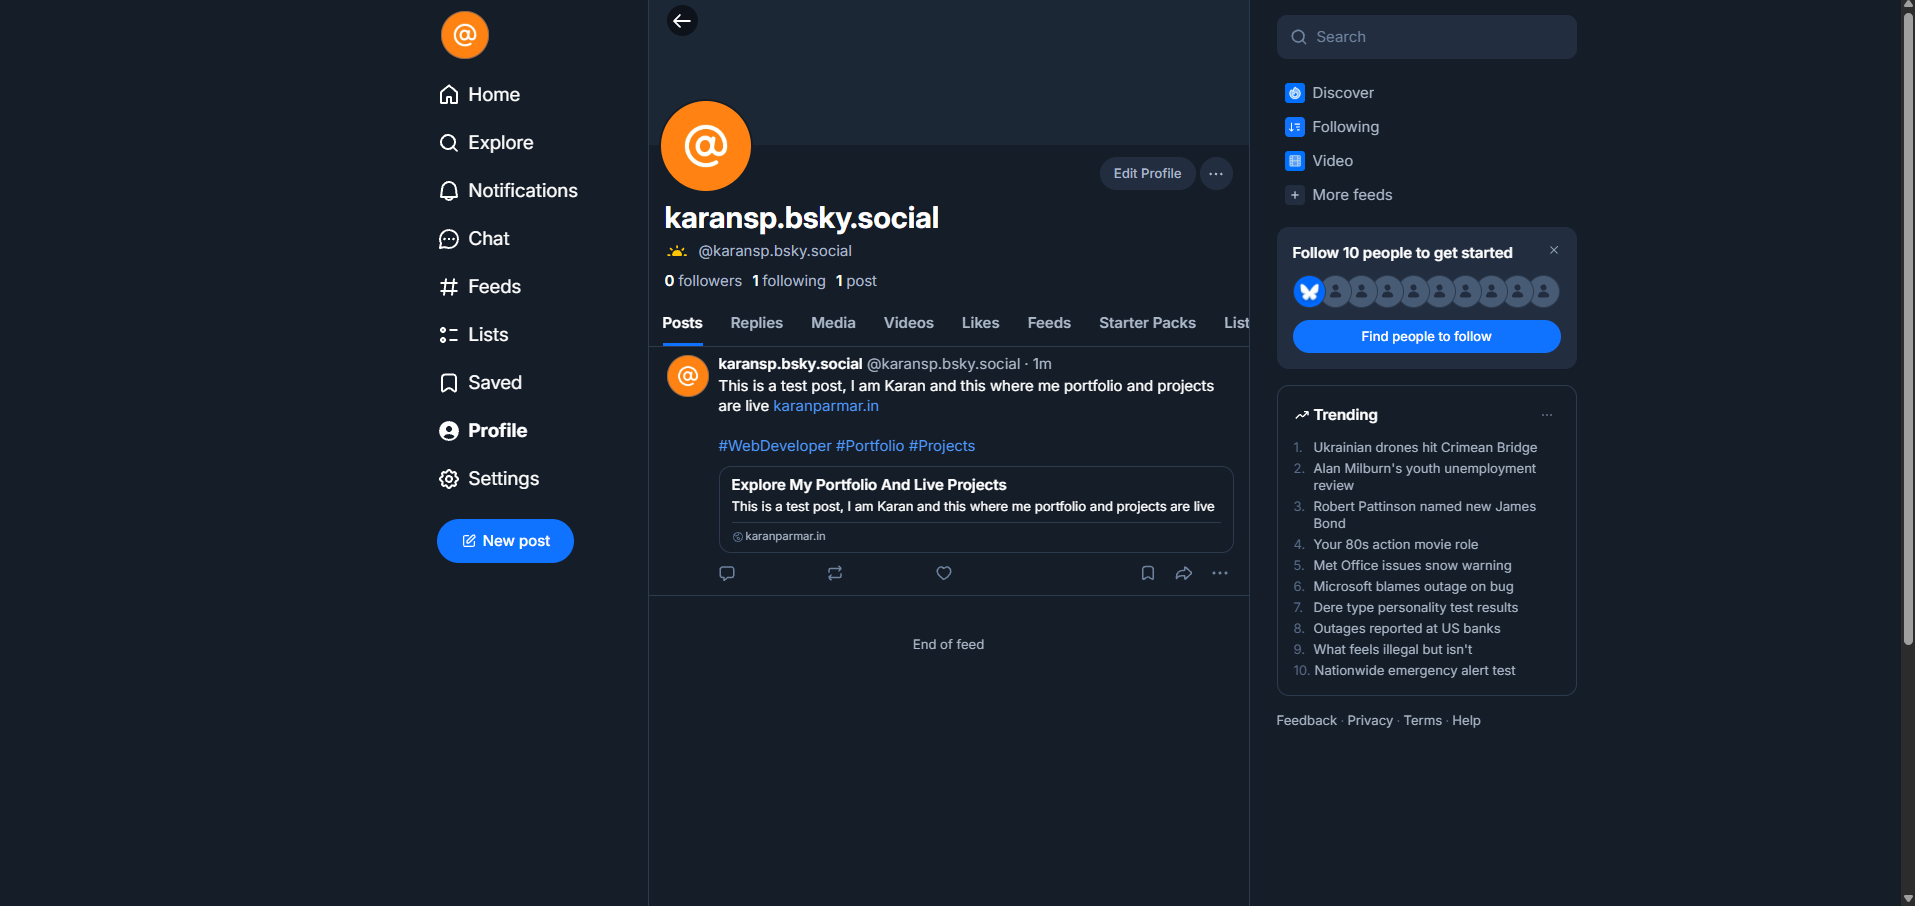 @
Home
Explore
Notifications
Chat
Feeds
Lists
Saved
Profile
Settings
New post
@
Edit Profile
karansp.bsky.social
@karansp.bsky.social
0 followers 1 following 1 post
Posts Replies Media Videos Likes Feeds Starter Packs List
@
karansp.bsky.social @karansp.bsky.social · 1m
This is a test post, I am Karan and this where me portfolio and projects
are live karanparmar.in
#WebDeveloper #Portfolio #Projects
Explore My Portfolio And Live Projects
This is a test post, I am Karan and this where me portfolio and projects are live
karanparmar.in
End of feed
Search
Discover
Following
Video
More feeds
Follow 10 people to get started
Find people to follow
Trending
1. Ukrainian drones hit Crimean Bridge
2. Alan Milburn's youth unemployment
review
3. Robert Pattinson named new James
Bond
4. Your 80s action movie role
5. Met Office issues snow warning
6. Microsoft blames outage on bug
7. Dere type personality test results
8. Outages reported at US banks
9. What feels illegal but isn't
10. Nationwide emergency alert test
Feedback · Privacy · Terms · Help